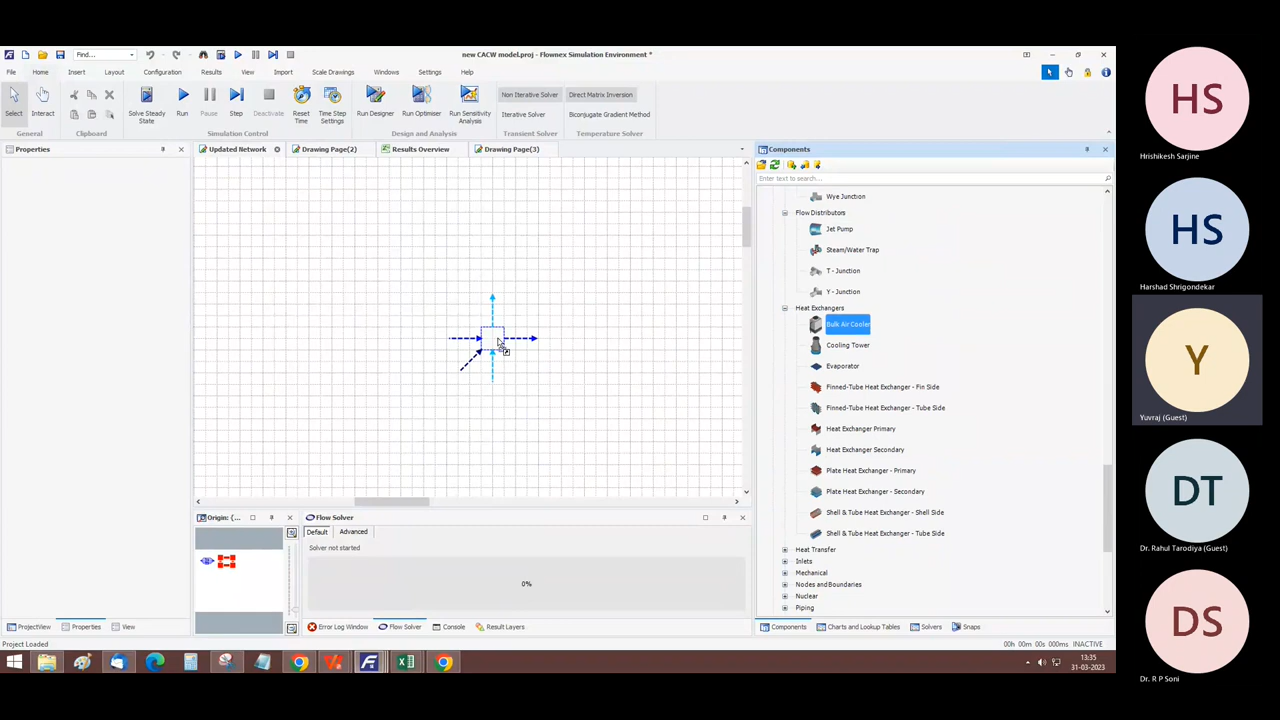 new CACW model.proj - Flownex Simulation Environment *
Find...
File Home Insert Layout Configuration Results View Import Scale Drawings Windows Settings Help
Select Interact
General
Clipboard
Solve Steady State
Run Pause Step Deactivate
Reset Time
Time Step Settings
Simulation Control
Run Designer Run Optimiser
Run Sensitivity Analysis
Design and Analysis
Non Iterative Solver
Iterative Solver
Transient Solver
Direct Matrix Inversion
Biconjugate Gradient Method
Temperature Solver
Properties
Updated Network Drawing Page(2) Results Overview Drawing Page(3)
Components
Enter text to search...
Wye Junction
Flow Distributors
Jet Pump
Steam/Water Trap
T - Junction
Y - Junction
Heat Exchangers
Bulk Air Cooler
Cooling Tower
Evaporator
Finned-Tube Heat Exchanger - Fin Side
Finned-Tube Heat Exchanger - Tube Side
Heat Exchanger Primary
Heat Exchanger Secondary
Plate Heat Exchanger - Primary
Plate Heat Exchanger - Secondary
Shell & Tube Heat Exchanger - Shell Side
Shell & Tube Heat Exchanger - Tube Side
Heat Transfer
Inlets
Mechanical
Nodes and Boundaries
Nuclear
Piping
Origin: (...
Flow Solver
Default Advanced
Solver not started
0%
ProjectView Properties View
Error Log Window Flow Solver Console Result Layers
Components Charts and Lookup Tables Solvers Snaps
Project Loaded
00h 00m 00s 000ms INACTIVE
13:35
31-03-2023
HS
Hrishikesh Sarjine
HS
Harshad Shrigondekar
Y
Yuvraj (Guest)
DT
Dr. Rahul Tarodiya (Guest)
DS
Dr. R P Soni